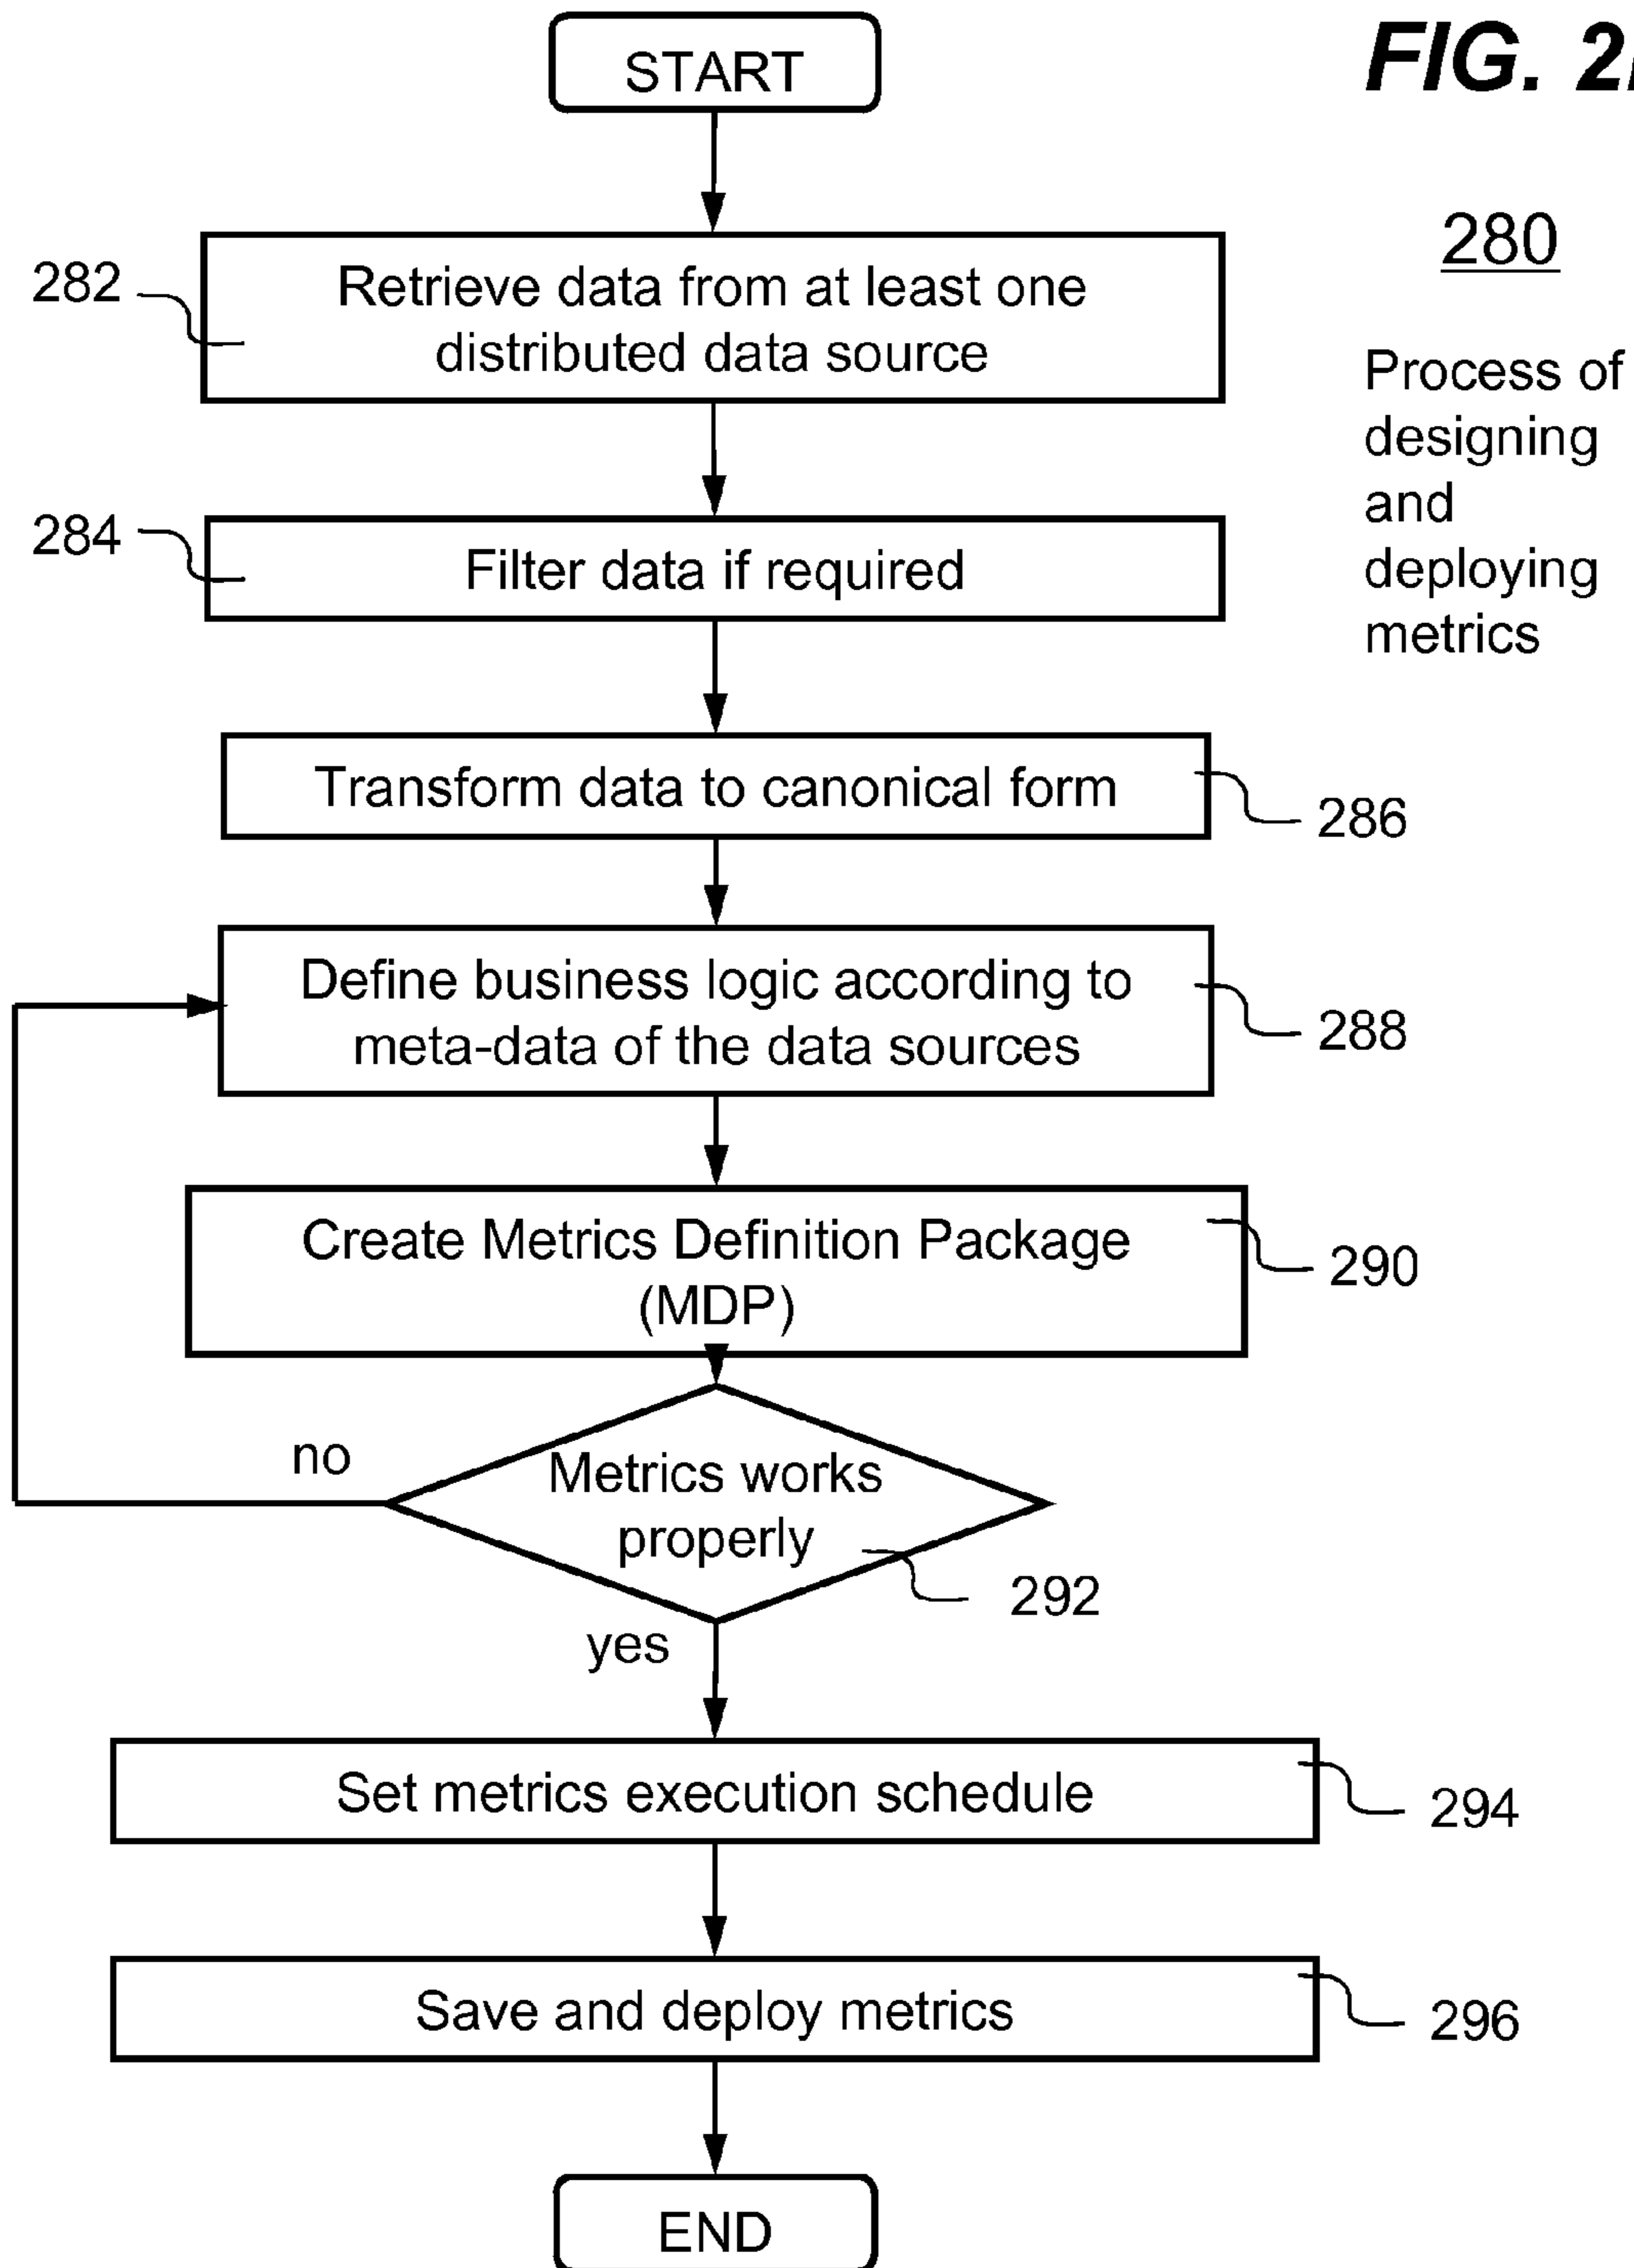 START
FIG. 2
280
282
Retrieve data from at least one
distributed data source
Process of
designing
and
deploying
metrics
284
Filter data if required
Transform data to canonical form
286
Define business logic according to
meta-data of the data sources
288
Create Metrics Definition Package
(MDP)
290
no
Metrics works
properly
292
yes
Set metrics execution schedule
294
Save and deploy metrics
296
END